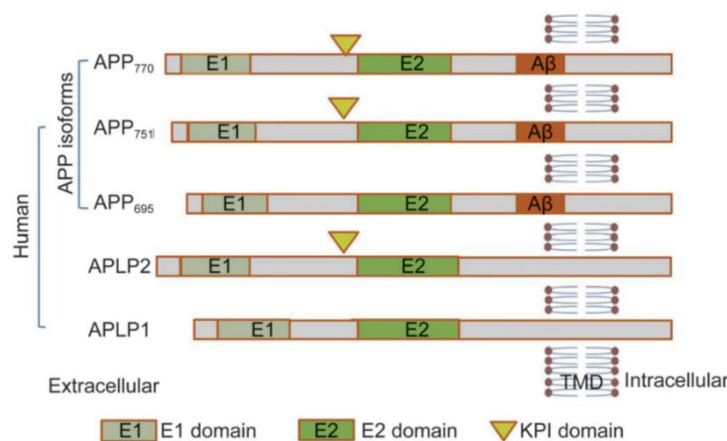 APP770 E1 E2 Aβ
APP751 E1 E2 Aβ
APP695 E1 E2 Aβ
APLP2 E1 E2
APLP1 E1 E2
Human
APP isoforms
Extracellular TMD Intracellular
E1 E1 domain E2 E2 domain KPI domain